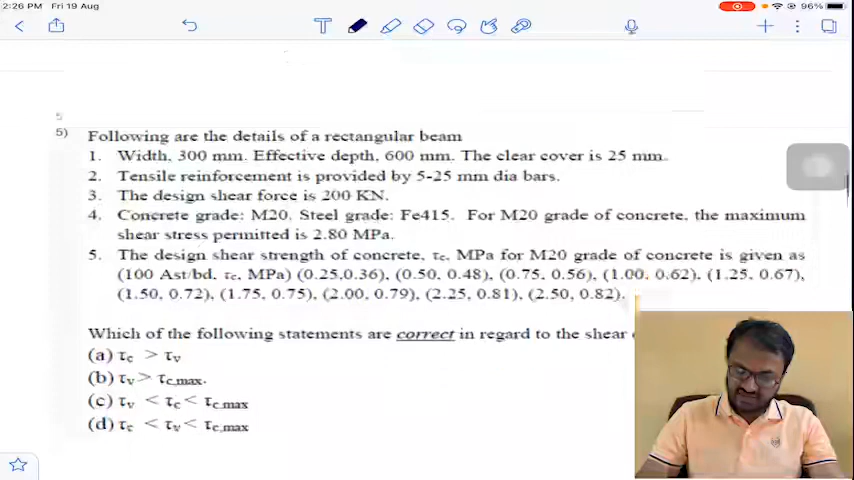 2:26 PM Fri 19 Aug
96%
T
5
5) Following are the details of a rectangular beam
1. Width, 300 mm. Effective depth, 600 mm. The clear cover is 25 mm.
2. Tensile reinforcement is provided by 5-25 mm dia bars.
3. The design shear force is 200 KN.
4. Concrete grade: M20, Steel grade: Fe415. For M20 grade of concrete, the maximum
shear stress permitted is 2.80 MPa.
5. The design shear strength of concrete, τc, MPa for M20 grade of concrete is given as
(100 Ast/bd, τc, MPa) (0.25,0.36), (0.50, 0.48), (0.75, 0.56), (1.00, 0.62), (1.25, 0.67),
(1.50, 0.72), (1.75, 0.75), (2.00, 0.79), (2.25, 0.81), (2.50, 0.82).
Which of the following statements are correct in regard to the shear
(a) τc > τv
(b) τv > τc,max.
(c) τv < τc < τc,max
(d) τc < τv < τc,max